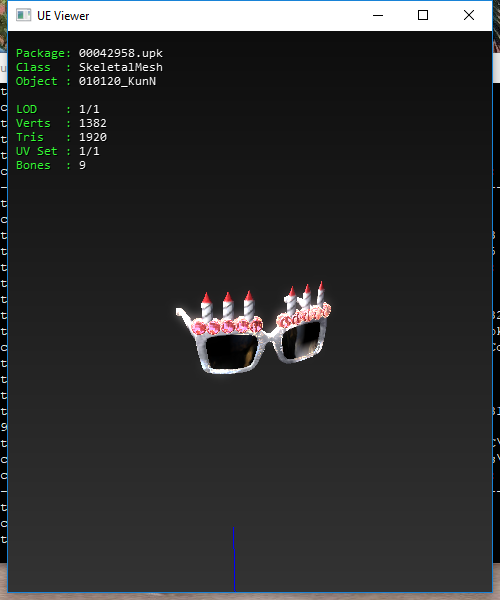 UE Viewer
Package: 00042958.upk
Class : SkeletalMesh
Object : 010120_KunN
LOD : 1/1
Verts : 1382
Tris : 1920
UV Set : 1/1
Bones : 9